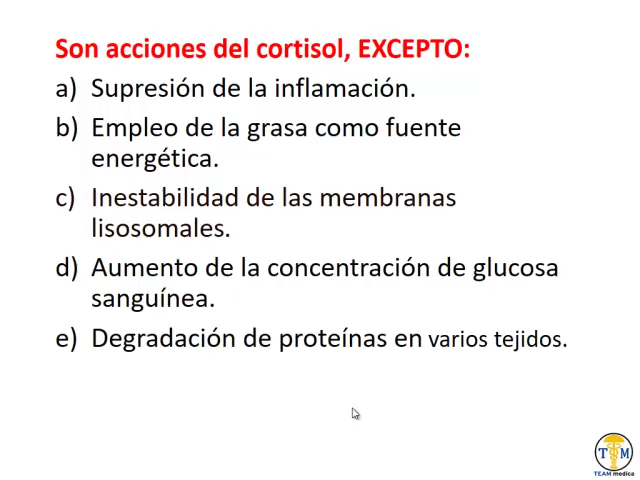 Son acciones del cortisol, EXCEPTO:
a) Supresión de la inflamación.
b) Empleo de la grasa como fuente
energética.
c) Inestabilidad de las membranas
lisosomales.
d) Aumento de la concentración de glucosa
sanguínea.
e) Degradación de proteínas en varios tejidos.
T M
TEAM medica